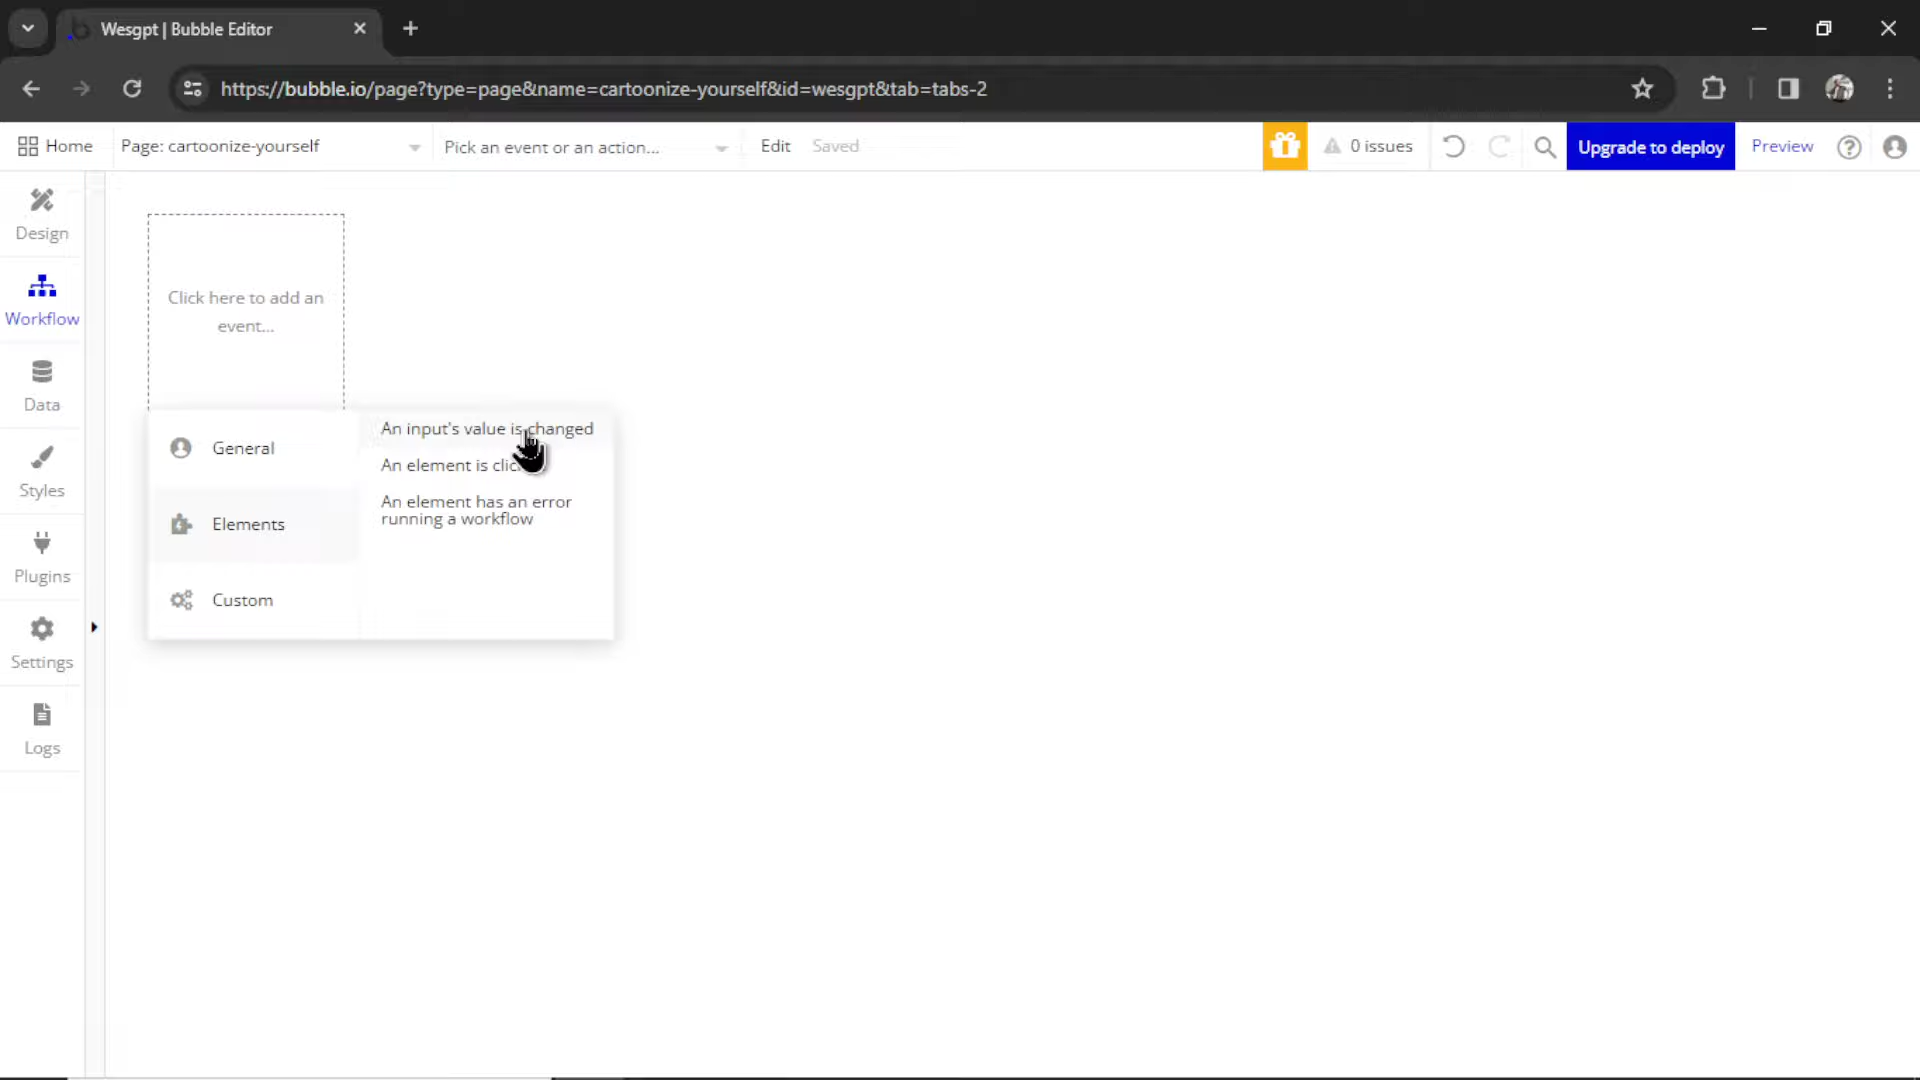 Wesgpt | Bubble Editor
https://bubble.io/page?type=page&name=cartoonize-yourself&id=wesgpt&tab=tabs-2
Home
Page: cartoonize-yourself
Pick an event or an action...
Edit
Saved
0 issues
Upgrade to deploy
Preview
Design
Workflow
Data
Styles
Plugins
Settings
Logs
Click here to add an
event...
General
Elements
Custom
An input's value is changed
An element is clic
An element has an error
running a workflow